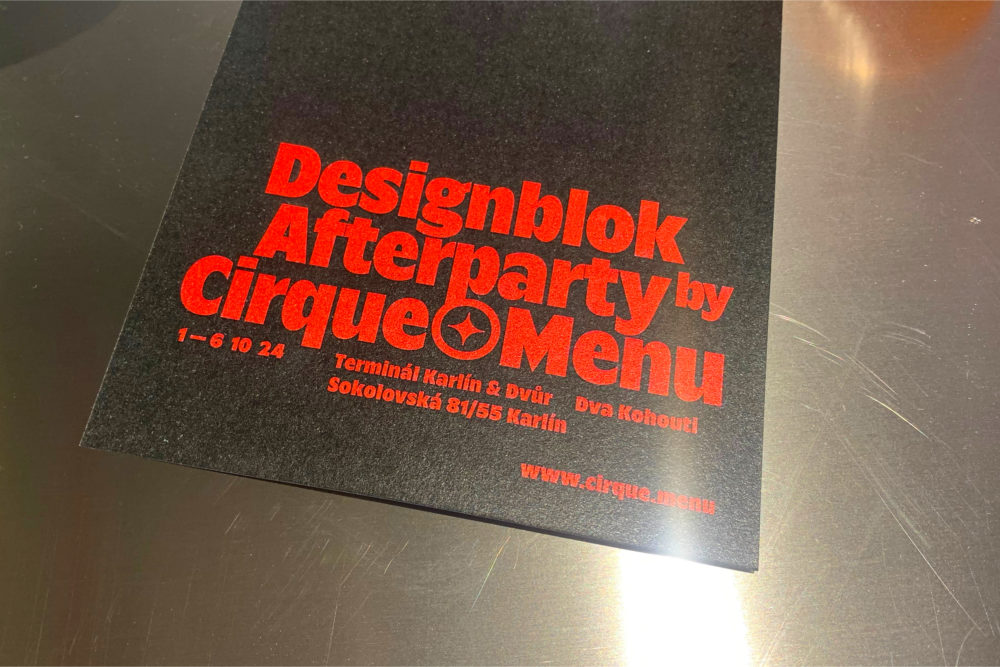 Designblok
Afterparty by
Cirque Menu
1 — 6 10 24
Terminál Karlín & Dvůr Dva Kohouti
Sokolovská 81/55 Karlín
www.cirque.menu